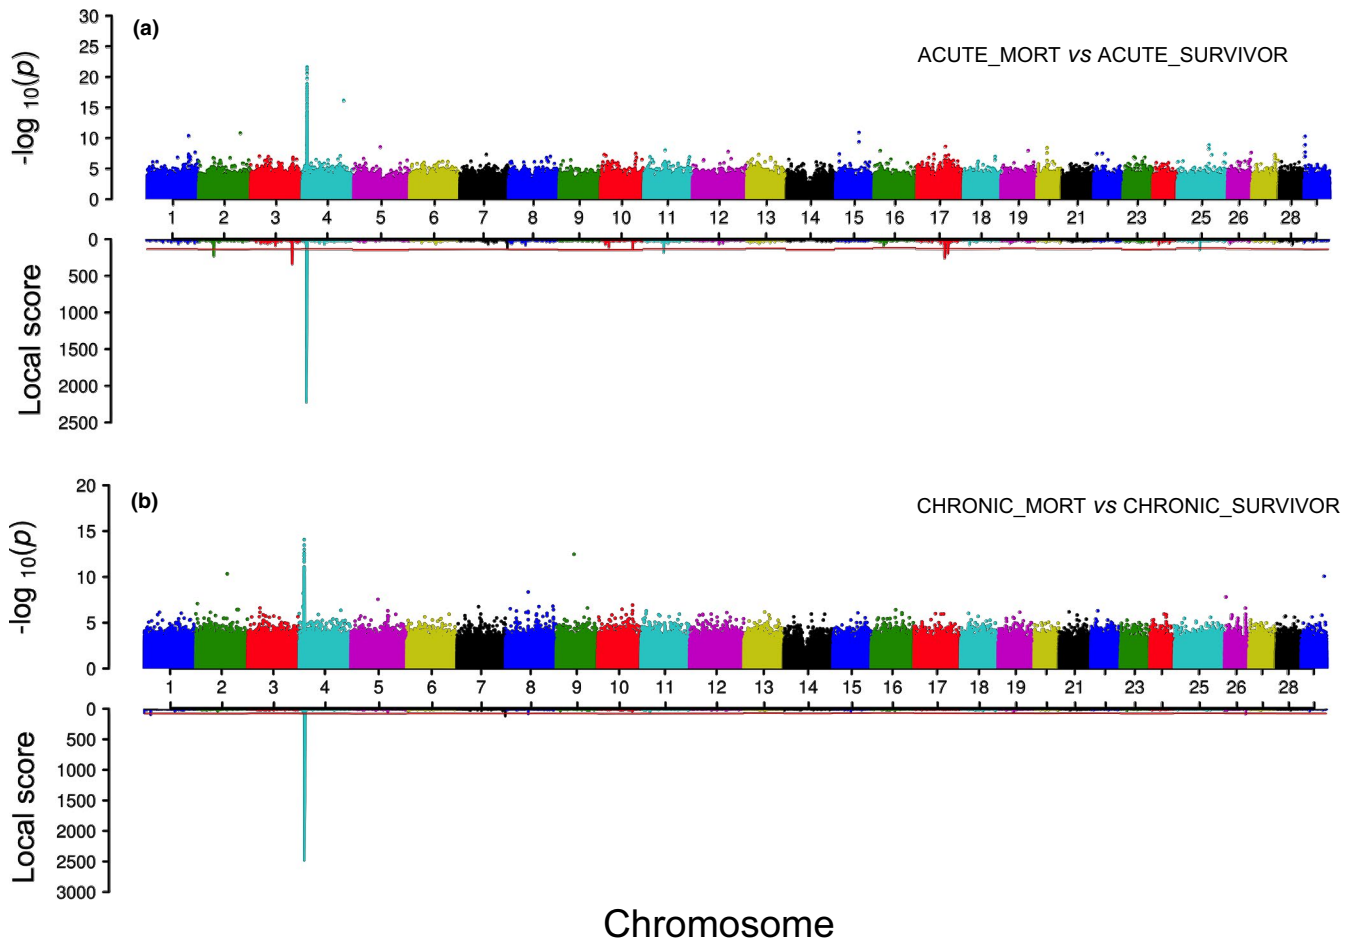 (a)
ACUTE_MORT vs ACUTE_SURVIVOR
-log 10(p)
30
25
20
15
10
5
0
1 2 3 4 5 6 7 8 9 10 11 12 13 14 15 16 17 18 19 21 23 25 26 28
Local score
0
500
1000
1500
2000
2500
(b)
CHRONIC_MORT vs CHRONIC_SURVIVOR
-log 10(p)
20
15
10
5
0
1 2 3 4 5 6 7 8 9 10 11 12 13 14 15 16 17 18 19 21 23 25 26 28
Local score
0
500
1000
1500
2000
2500
3000
Chromosome